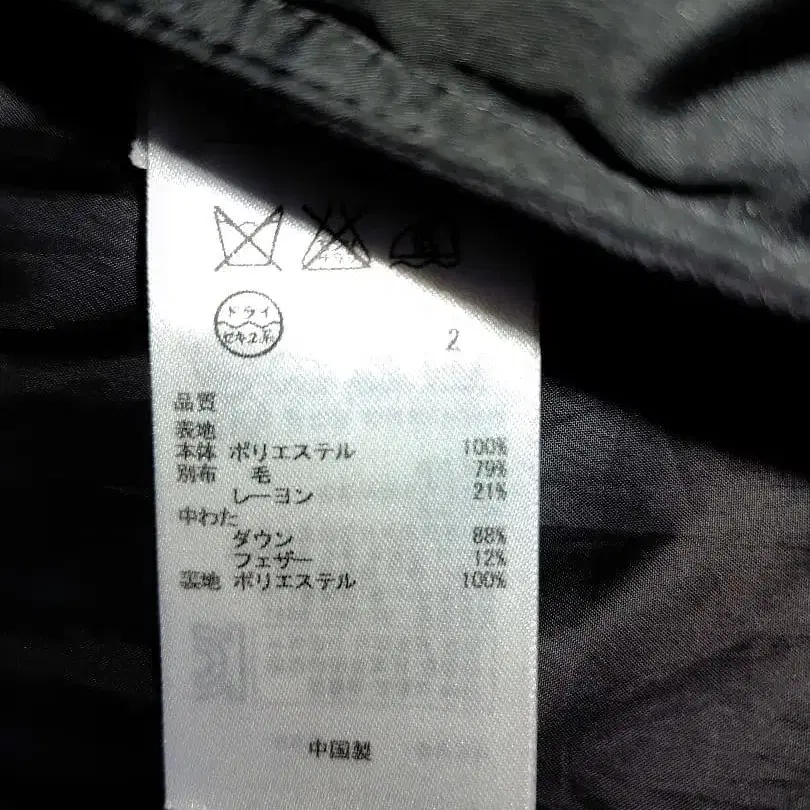 ドライ
セキユ系
2
品質
表地
本体 ポリエステル 100%
別布 毛 79%
レーヨン 21%
中わた
ダウン 88%
フェザー 12%
裏地 ポリエステル 100%
中国製